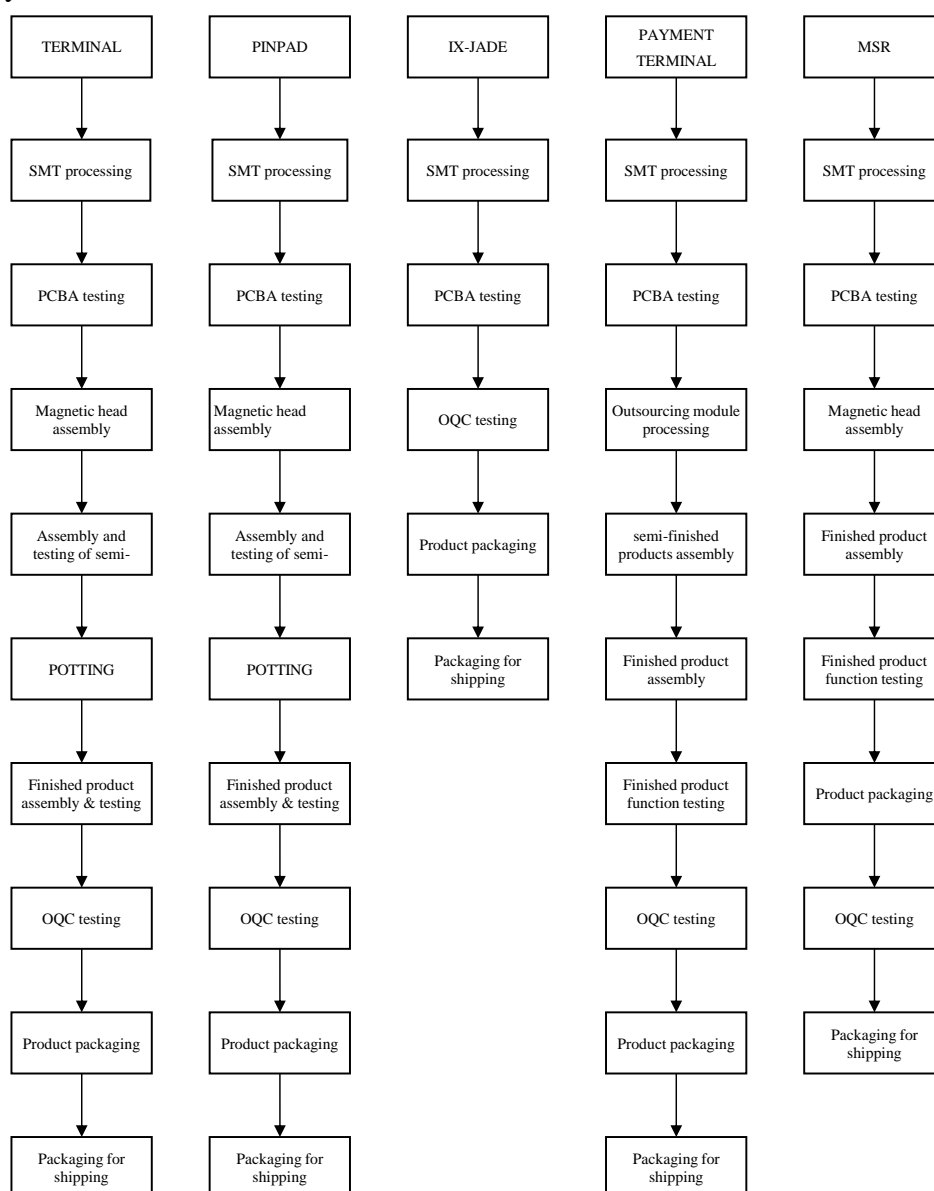 TERMINAL
PINPAD
IX-JADE
PAYMENT
TERMINAL
MSR
SMT processing
SMT processing
SMT processing
SMT processing
SMT processing
PCBA testing
PCBA testing
PCBA testing
PCBA testing
PCBA testing
Magnetic head
assembly
Magnetic head
assembly
OQC testing
Outsourcing module
processing
Magnetic head
assembly
Assembly and
testing of semi-
Assembly and
testing of semi-
Product packaging
semi-finished
products assembly
Finished product
assembly
POTTING
POTTING
Packaging for
shipping
Finished product
assembly
Finished product
function testing
Finished product
assembly & testing
Finished product
assembly & testing
Finished product
function testing
Product packaging
OQC testing
OQC testing
OQC testing
OQC testing
Product packaging
Product packaging
Product packaging
Packaging for
shipping
Packaging for
shipping
Packaging for
shipping
Packaging for
shipping